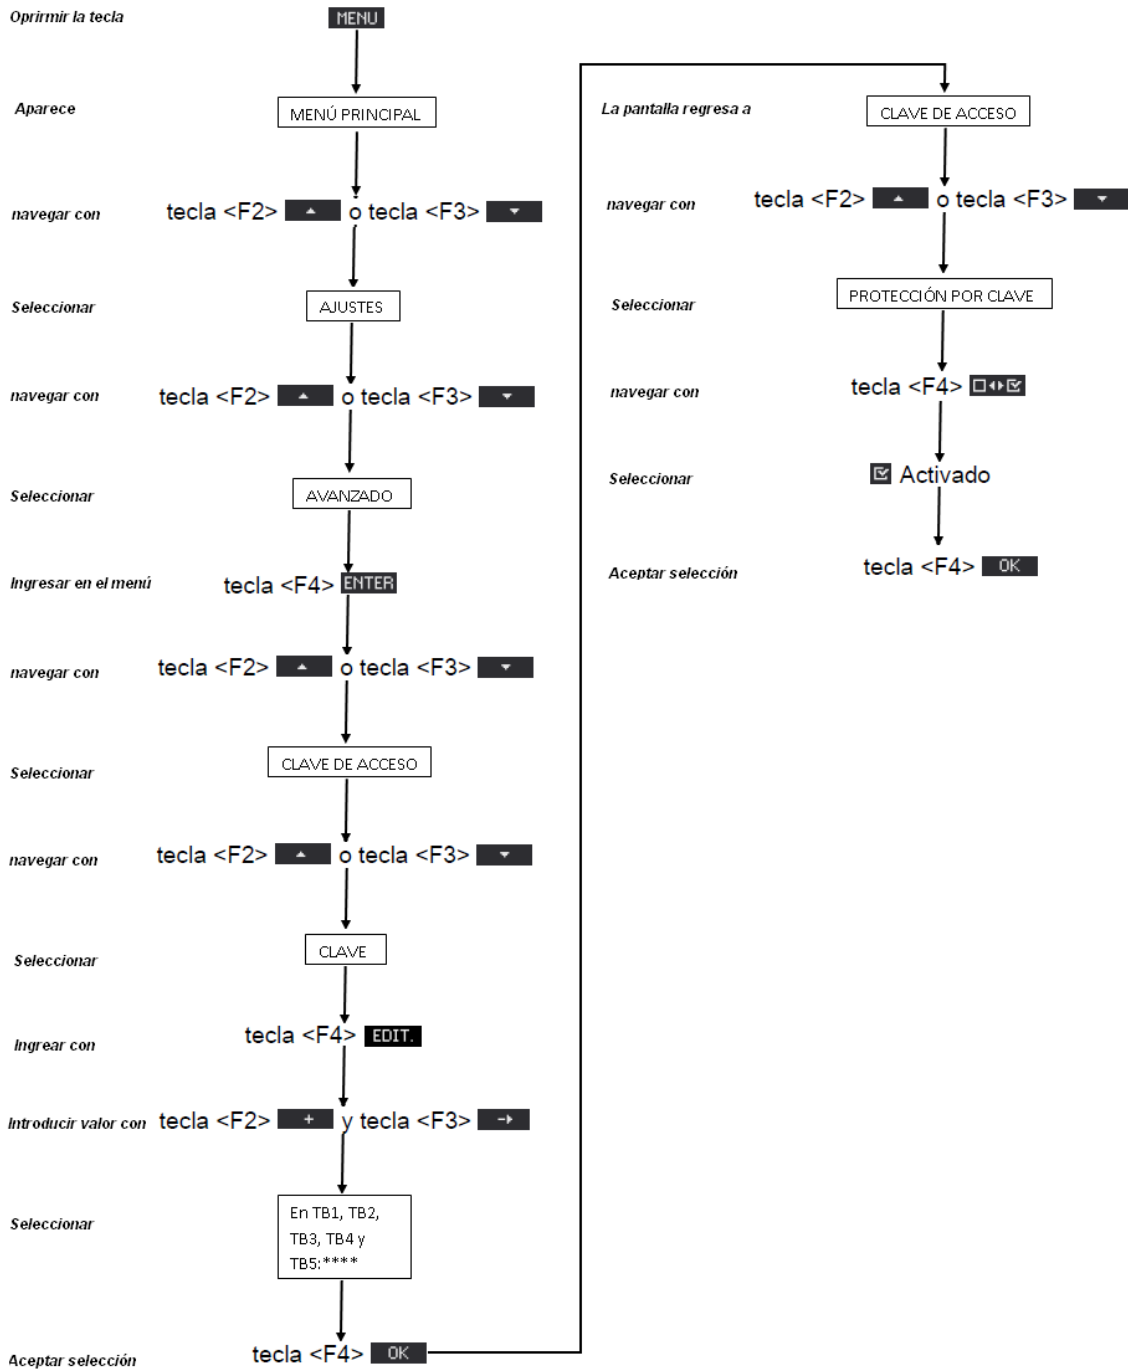 Oprirmir la tecla MENU
Aparece MENÚ PRINCIPAL
navegar con tecla <F2> o tecla <F3>
Seleccionar AJUSTES
navegar con tecla <F2> o tecla <F3>
Seleccionar AVANZADO
Ingresar en el menú tecla <F4> ENTER
navegar con tecla <F2> o tecla <F3>
Seleccionar CLAVE DE ACCESO
navegar con tecla <F2> o tecla <F3>
Seleccionar CLAVE
Ingrear con tecla <F4> EDIT.
Introducir valor con tecla <F2> + y tecla <F3>
Seleccionar
En TB1, TB2,
TB3, TB4 y
TB5:****
Aceptar selección tecla <F4> OK
La pantalla regresa a CLAVE DE ACCESO
navegar con tecla <F2> o tecla <F3>
Seleccionar PROTECCIÓN POR CLAVE
navegar con tecla <F4>
Seleccionar Activado
Aceptar selección tecla <F4> OK